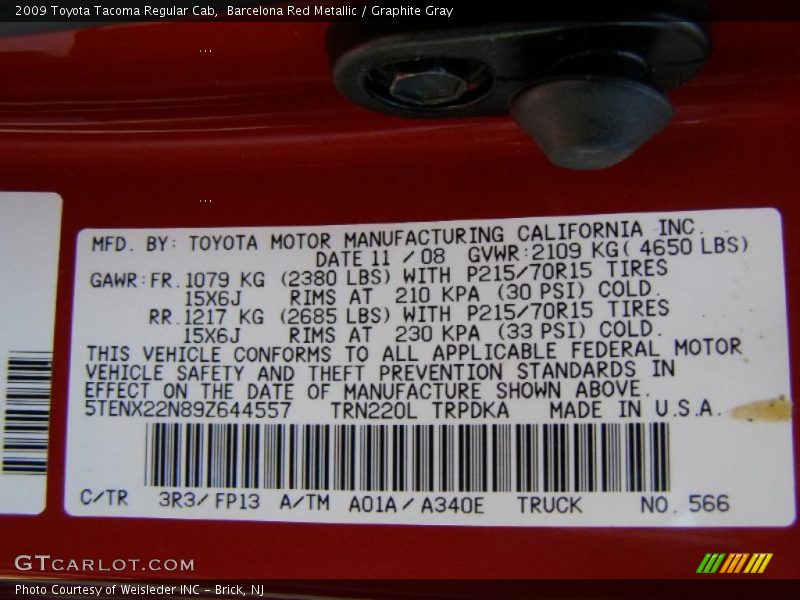 2009 Toyota Tacoma Regular Cab,  Barcelona Red Metallic / Graphite Gray
...
...
MFD. BY: TOYOTA MOTOR MANUFACTURING CALIFORNIA INC.
DATE 11 / 08 GVWR:2109 KG( 4650 LBS)
GAWR:FR.1079 KG (2380 LBS) WITH P215/70R15 TIRES
15X6J RIMS AT 210 KPA (30 PSI) COLD.
RR.1217 KG (2685 LBS) WITH P215/70R15 TIRES
15X6J RIMS AT 230 KPA (33 PSI) COLD.
THIS VEHICLE CONFORMS TO ALL APPLICABLE FEDERAL MOTOR
VEHICLE SAFETY AND THEFT PREVENTION STANDARDS IN
EFFECT ON THE DATE OF MANUFACTURE SHOWN ABOVE.
5TENX22N89Z644557 TRN220L TRPDKA MADE IN U.S.A.
C/TR 3R3/FP13 A/TM A01A/A340E TRUCK NO. 566
GTCARLOT.COM
Photo Courtesy of Weisleder INC - Brick, NJ